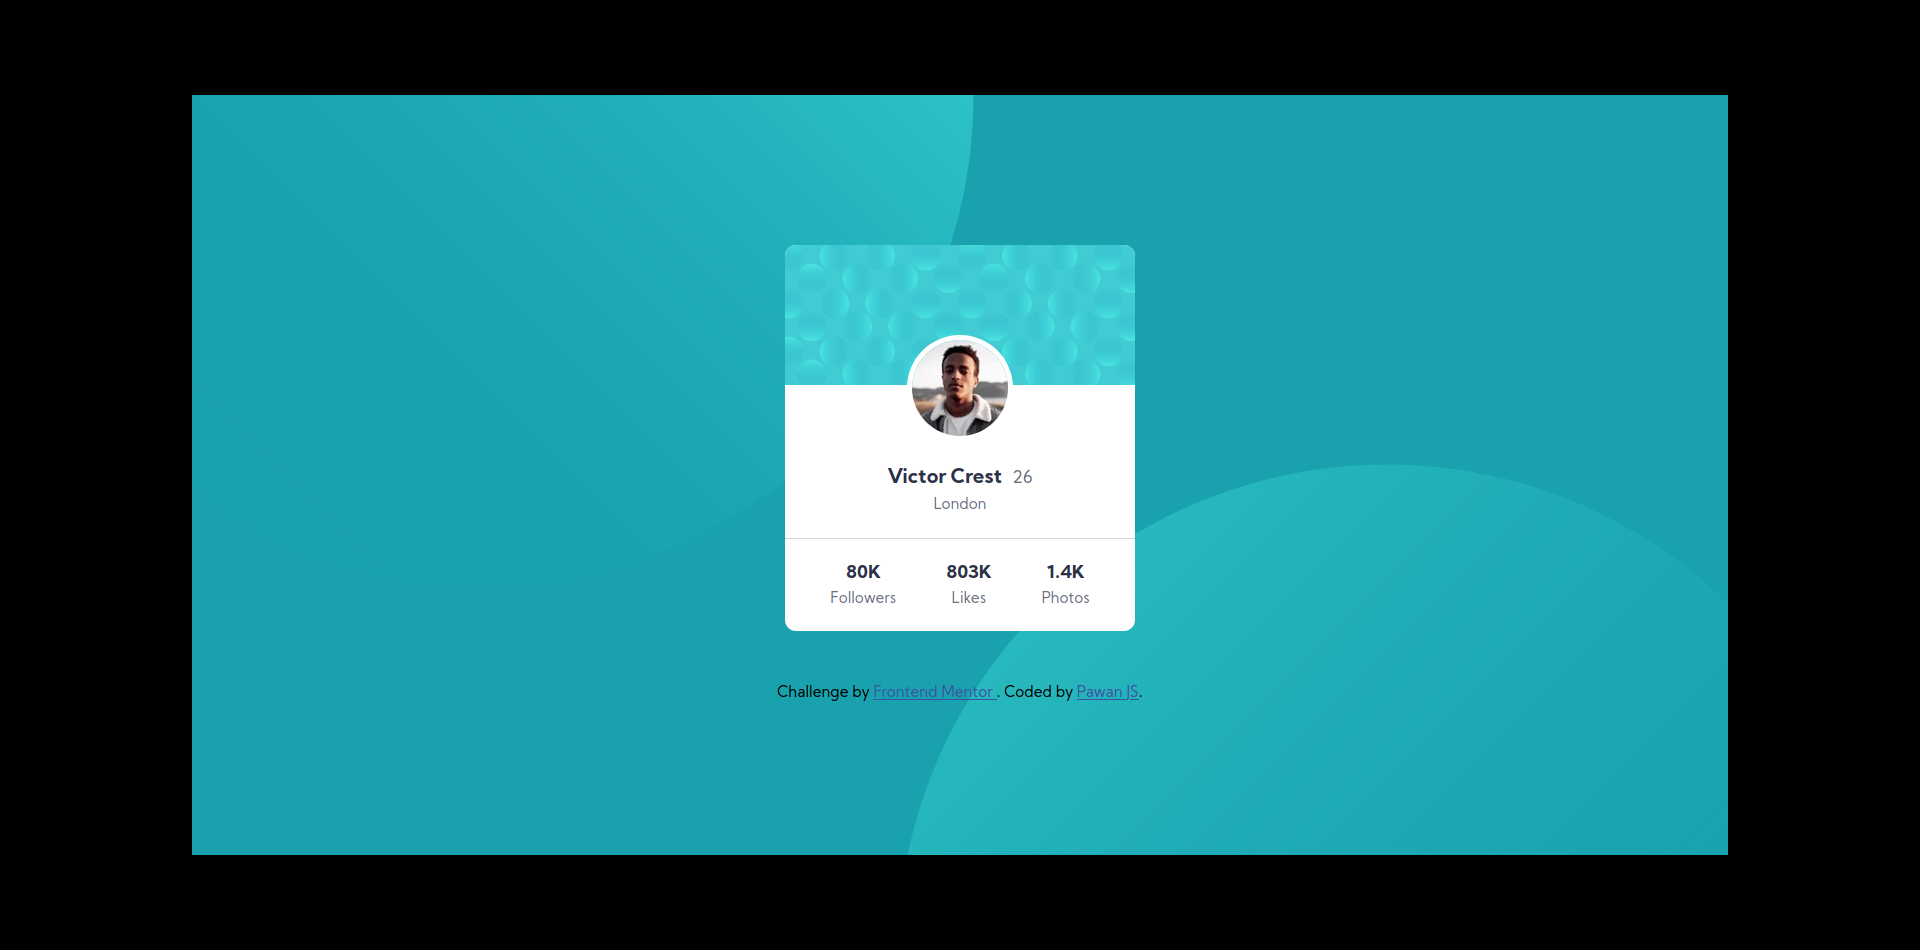 Victor Crest 26
London
80K 803K 1.4K
Followers Likes Photos
Challenge by Frontend Mentor . Coded by Pawan JS.